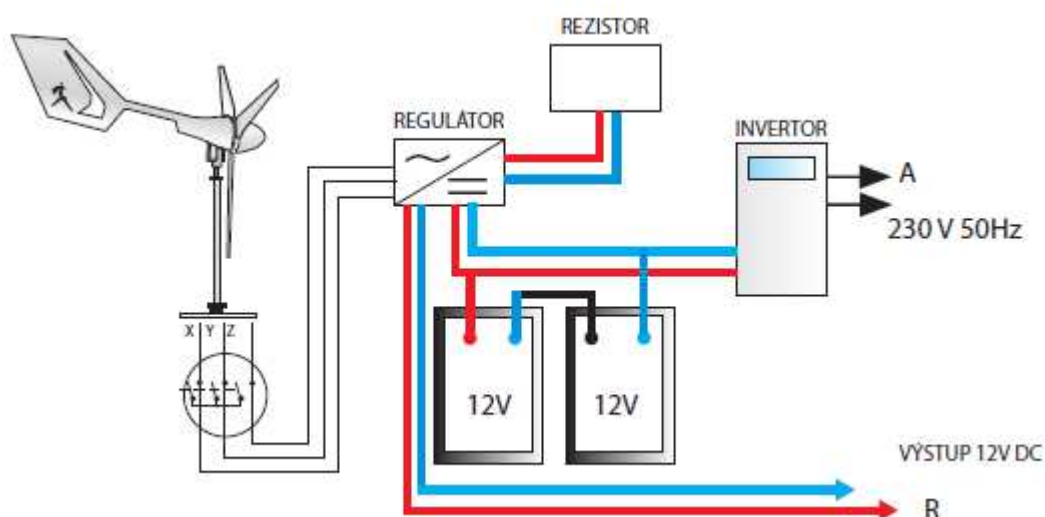 REZISTOR
REGULÁTOR
INVERTOR
A
230 V 50Hz
X Y Z
12V
12V
VÝSTUP 12V DC
R